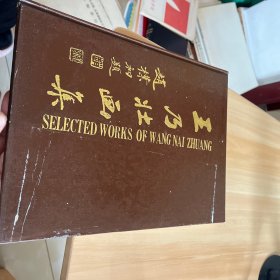 王乃壮画集
SELECTED WORKS OF WANG NAI ZHUANG